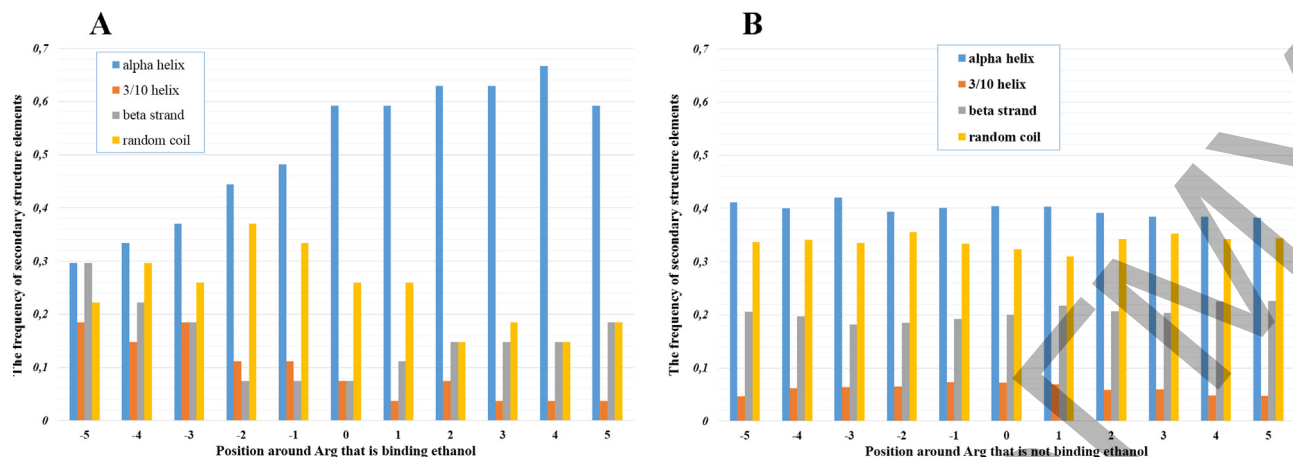 A
The frequency of secondary structure elements
0,7
0,6
0,5
0,4
0,3
0,2
0,1
0
alpha helix
3/10 helix
beta strand
random coil
-5 -4 -3 -2 -1 0 1 2 3 4 5
Position around Arg that is binding ethanol
B
The frequency of secondary structure elements
0,7
0,6
0,5
0,4
0,3
0,2
0,1
0
alpha helix
3/10 helix
beta strand
random coil
-5 -4 -3 -2 -1 0 1 2 3 4 5
Position around Arg that is not binding ethanol